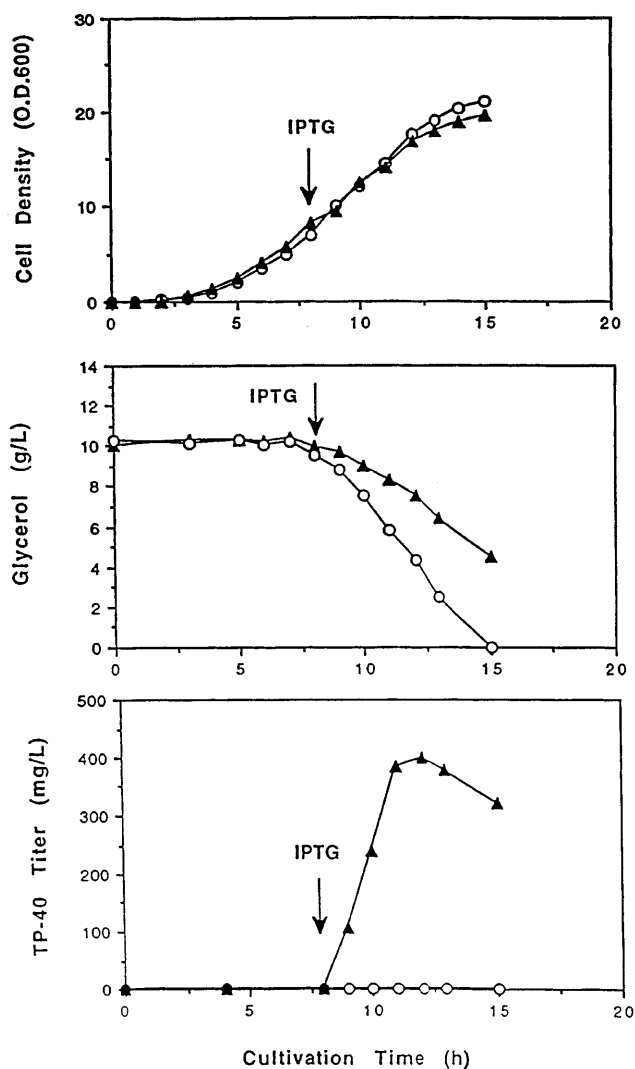 30
20
10
0
Cell Density (O.D.600)
IPTG
0 5 10 15 20
14
12
10
8
6
4
2
0
Glycerol (g/L)
IPTG
0 5 10 15 20
500
400
300
200
100
0
TP-40 Titer (mg/L)
IPTG
0 5 10 15 20
Cultivation Time (h)